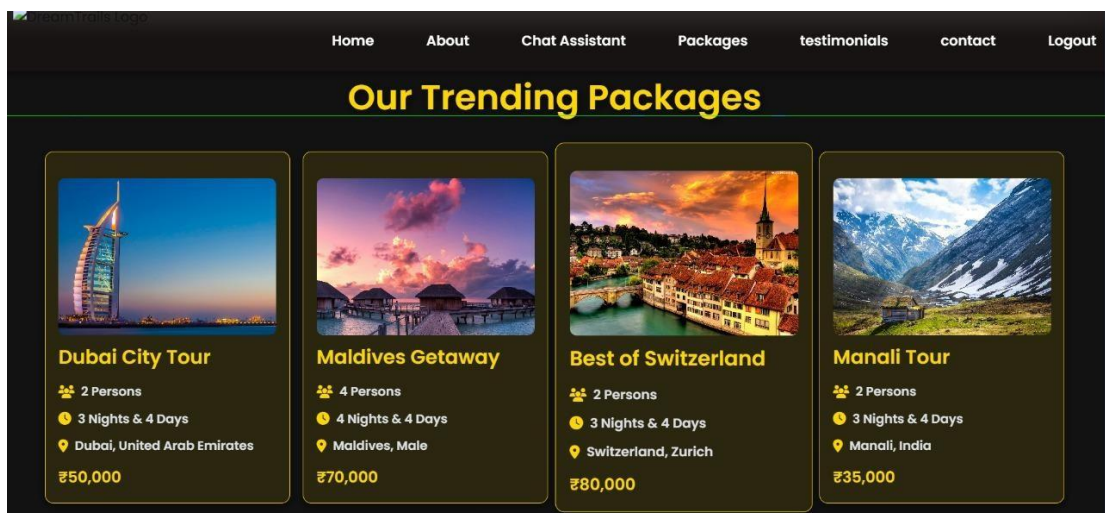 DreamTrails Logo
Home About Chat Assistant Packages testimonials contact Logout
Our Trending Packages
Dubai City Tour
2 Persons
3 Nights & 4 Days
Dubai, United Arab Emirates
₹50,000
Maldives Getaway
4 Persons
4 Nights & 4 Days
Maldives, Male
₹70,000
Best of Switzerland
2 Persons
3 Nights & 4 Days
Switzerland, Zurich
₹80,000
Manali Tour
2 Persons
3 Nights & 4 Days
Manali, India
₹35,000